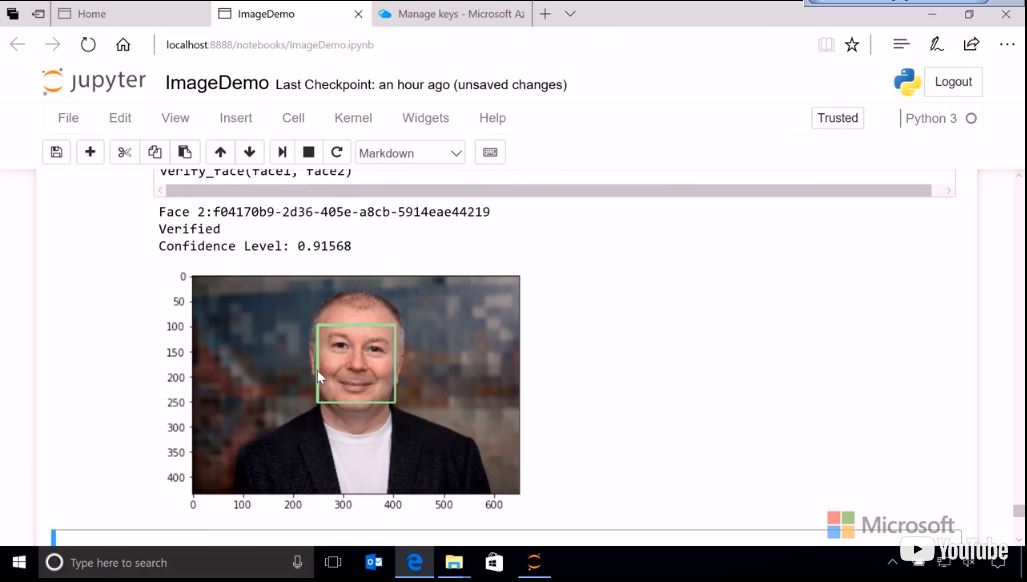 Home
ImageDemo
Manage keys - Microsoft Az
localhost:8888/notebooks/ImageDemo.ipynb
jupyter ImageDemo Last Checkpoint: an hour ago (unsaved changes)
Logout
File Edit View Insert Cell Kernel Widgets Help
Trusted
Python 3
Markdown
verify_face(face1, face2)
Face 2:f04170b9-2d36-405e-a8cb-5914eae44219
Verified
Confidence Level: 0.91568
0
50
100
150
200
250
300
350
400
0 100 200 300 400 500 600
Microsoft
YouTube
Type here to search